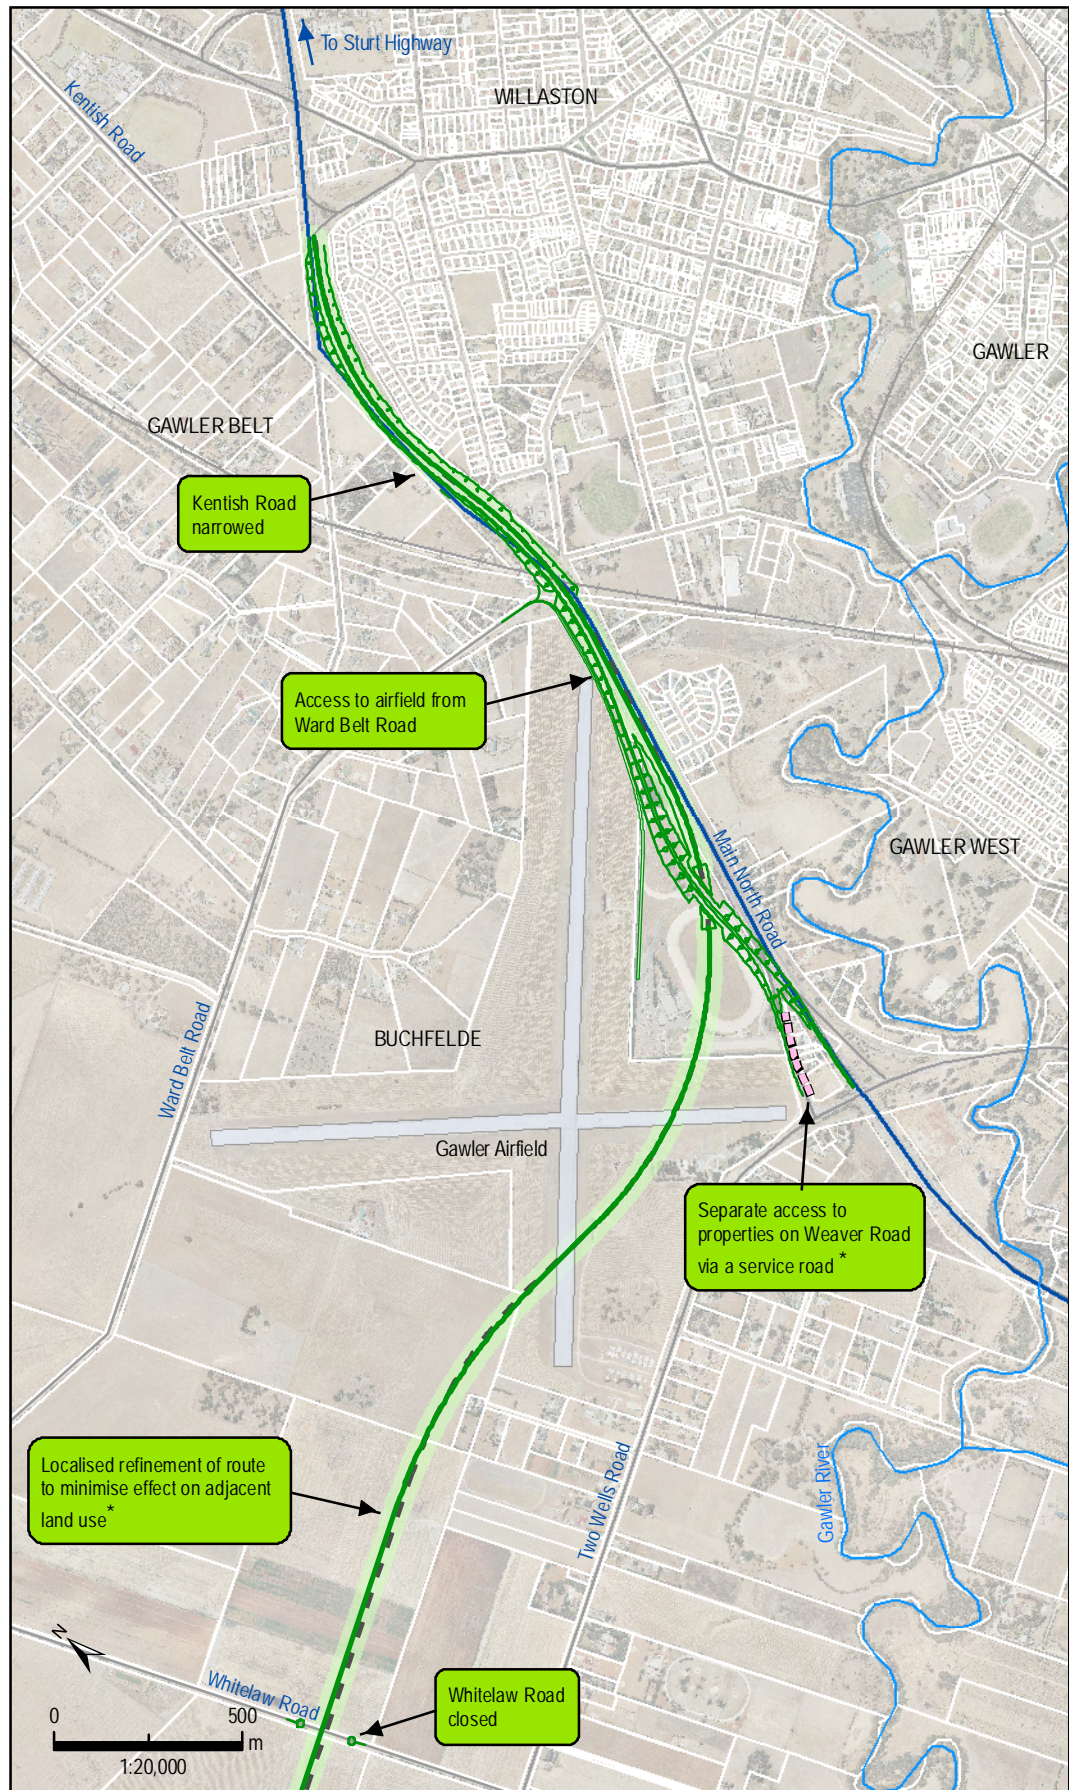 To Sturt Highway
WILLASTON
Kentish Road
GAWLER
GAWLER BELT
Kentish Road
narrowed
Access to airfield from
Ward Belt Road
Main North Road
GAWLER WEST
Ward Belt Road
BUCHFELDE
Gawler Airfield
Separate access to
properties on Weaver Road
via a service road *
Localised refinement of route
to minimise effect on adjacent
land use*
Two Wells Road
Gawler River
N
Whitelaw Road
Whitelaw Road
closed
0 500
m
1:20,000